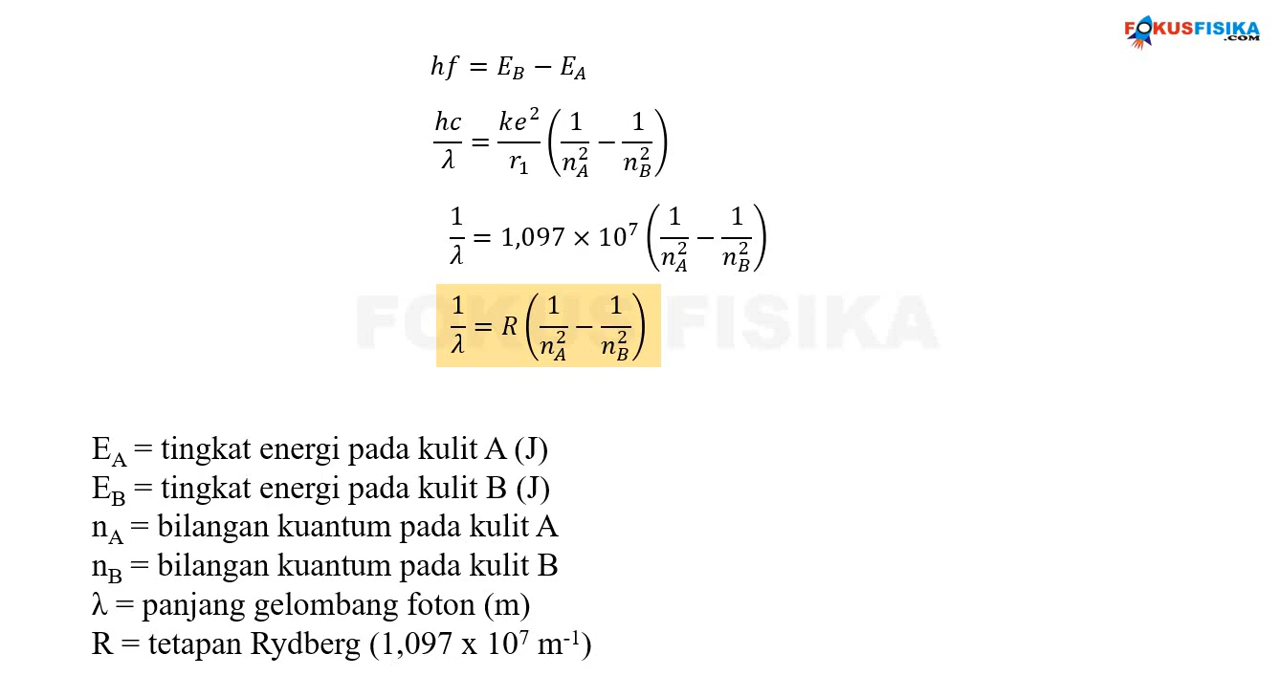 FOKUSFISIKA
.COM
hf = E_B − E_A
hc/λ = ke²/r₁ (1/n_A² − 1/n_B²)
1/λ = 1,097 × 10⁷ (1/n_A² − 1/n_B²)
1/λ = R (1/n_A² − 1/n_B²)
FOKUSFISIKA
E_A = tingkat energi pada kulit A (J)
E_B = tingkat energi pada kulit B (J)
n_A = bilangan kuantum pada kulit A
n_B = bilangan kuantum pada kulit B
λ = panjang gelombang foton (m)
R = tetapan Rydberg (1,097 x 10⁷ m⁻¹)